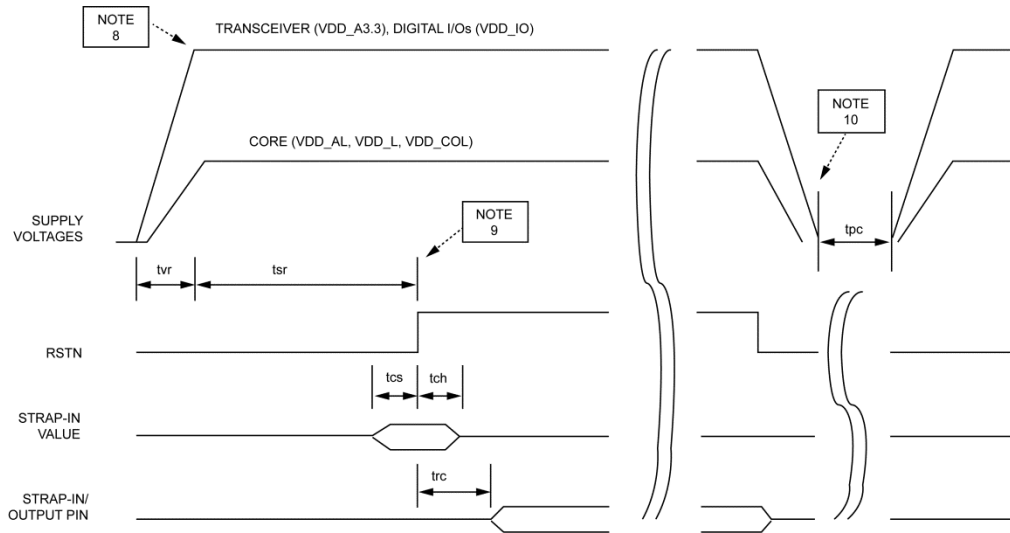 NOTE
8
TRANSCEIVER (VDD_A3.3), DIGITAL I/Os (VDD_IO)
NOTE
10
CORE (VDD_AL, VDD_L, VDD_COL)
SUPPLY
VOLTAGES
NOTE
9
tpc
tvr
tsr
RSTN
tcs
tch
STRAP-IN
VALUE
trc
STRAP-IN/
OUTPUT PIN